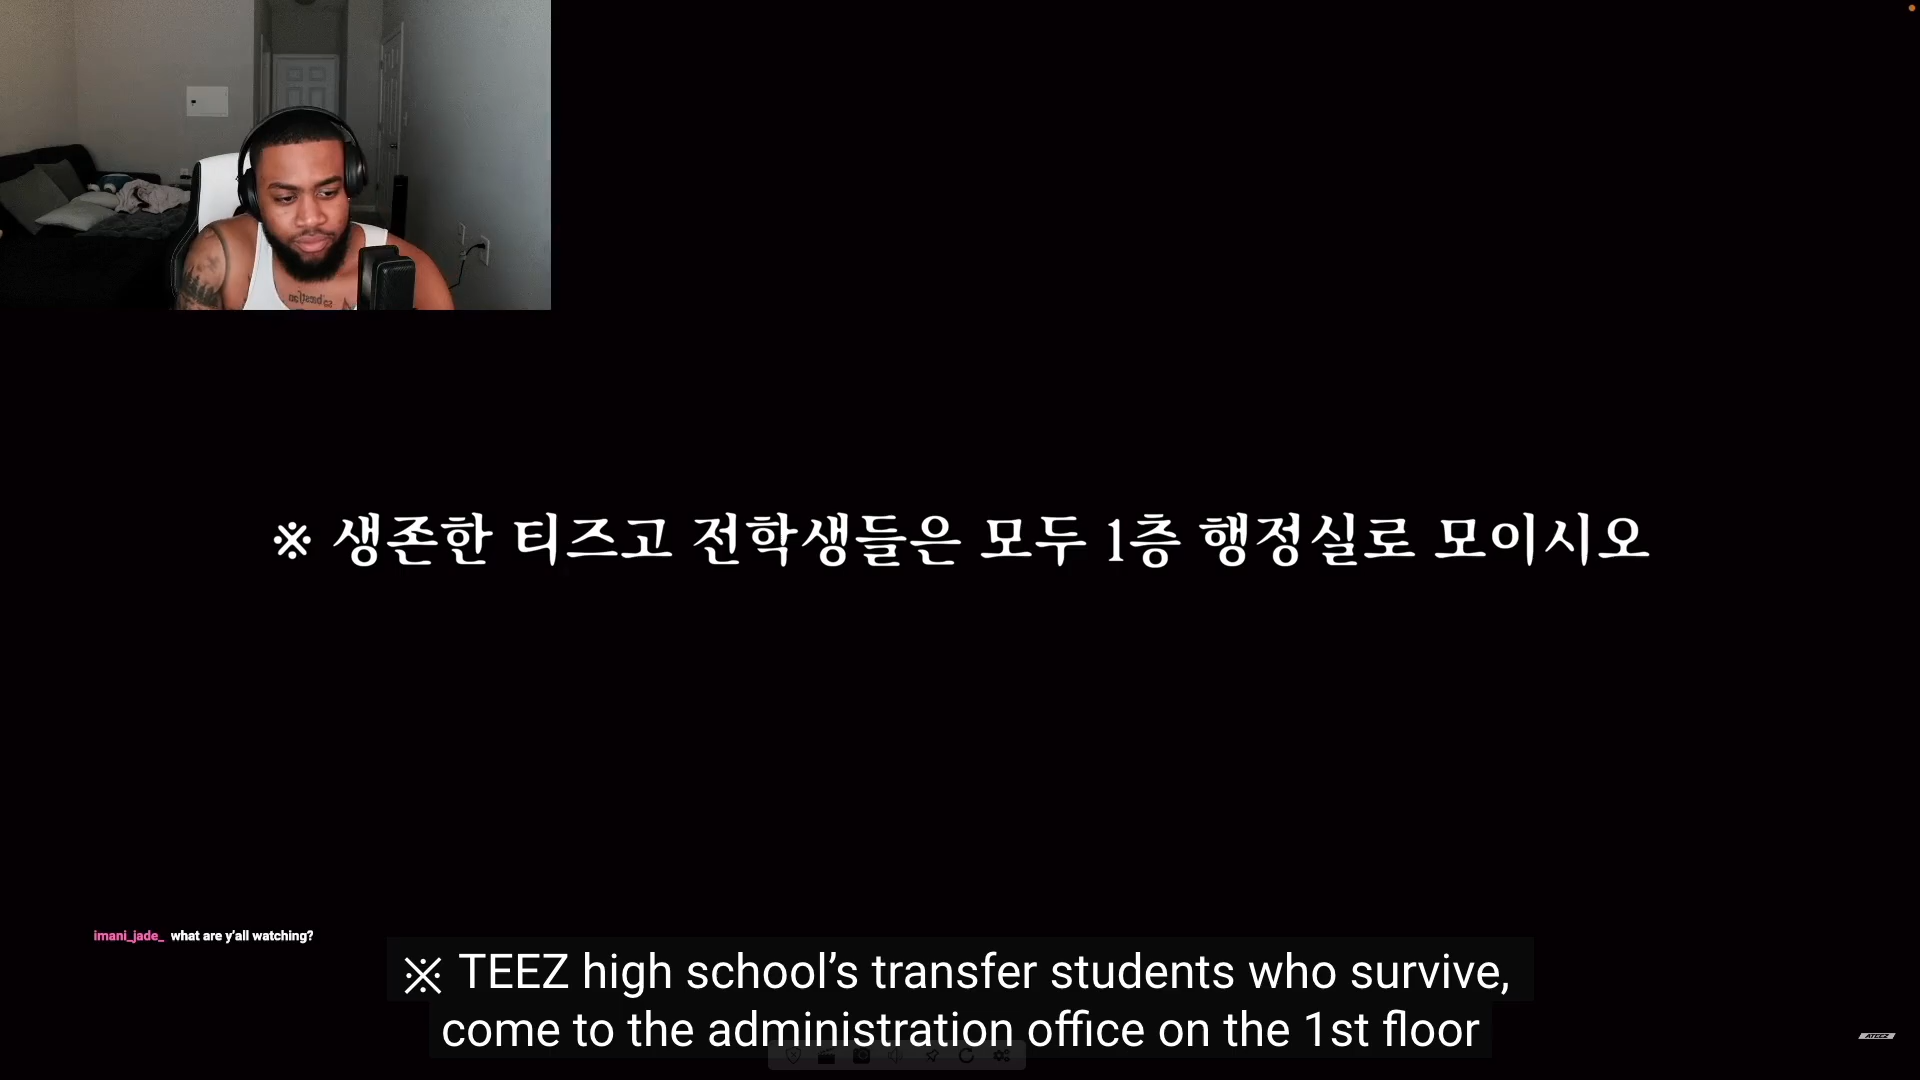 ※ 생존한 티즈고 전학생들은 모두 1층 행정실로 모이시오
imani_jade_ what are y'all watching?
※ TEEZ high school's transfer students who survive,
come to the administration office on the 1st floor
ATEEZ